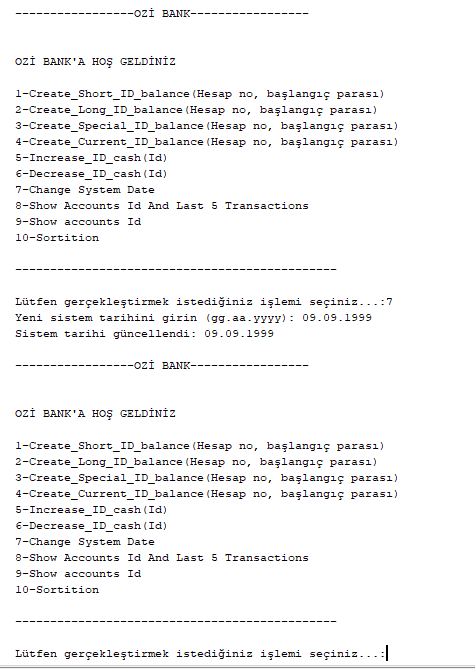 -----------------OZİ BANK-----------------
OZİ BANK'A HOŞ GELDİNİZ
1-Create_Short_ID_balance(Hesap no, başlangıç parası)
2-Create_Long_ID_balance(Hesap no, başlangıç parası)
3-Create_Special_ID_balance(Hesap no, başlangıç parası)
4-Create_Current_ID_balance(Hesap no, başlangıç parası)
5-Increase_ID_cash(Id)
6-Decrease_ID_cash(Id)
7-Change System Date
8-Show Accounts Id And Last 5 Transactions
9-Show accounts Id
10-Sortition
----------------------------------------------
Lütfen gerçekleştirmek istediğiniz işlemi seçiniz...:7
Yeni sistem tarihini girin (gg.aa.yyyy): 09.09.1999
Sistem tarihi güncellendi: 09.09.1999
-----------------OZİ BANK-----------------
OZİ BANK'A HOŞ GELDİNİZ
1-Create_Short_ID_balance(Hesap no, başlangıç parası)
2-Create_Long_ID_balance(Hesap no, başlangıç parası)
3-Create_Special_ID_balance(Hesap no, başlangıç parası)
4-Create_Current_ID_balance(Hesap no, başlangıç parası)
5-Increase_ID_cash(Id)
6-Decrease_ID_cash(Id)
7-Change System Date
8-Show Accounts Id And Last 5 Transactions
9-Show accounts Id
10-Sortition
----------------------------------------------
Lütfen gerçekleştirmek istediğiniz işlemi seçiniz...: